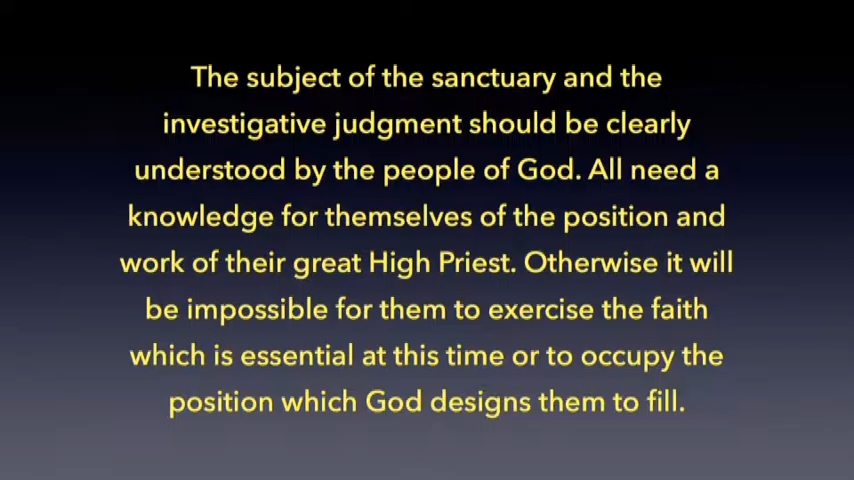 The subject of the sanctuary and the
investigative judgment should be clearly
understood by the people of God. All need a
knowledge for themselves of the position and
work of their great High Priest. Otherwise it will
be impossible for them to exercise the faith
which is essential at this time or to occupy the
position which God designs them to fill.